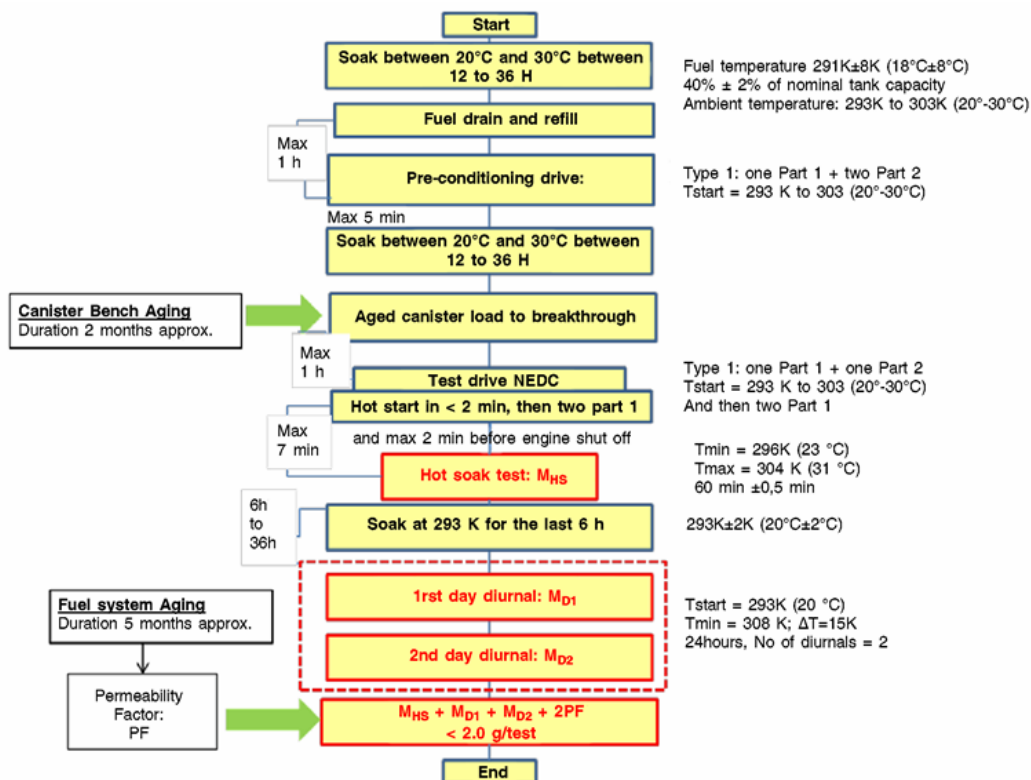 Start
Soak between 20°C and 30°C between
12 to 36 H
Fuel temperature 291K±8K (18°C±8°C)
40% ± 2% of nominal tank capacity
Ambient temperature: 293K to 303K (20°-30°C)
Fuel drain and refill
Max
1 h
Pre-conditioning drive:
Type 1: one Part 1 + two Part 2
Tstart = 293 K to 303 (20°-30°C)
Max 5 min
Soak between 20°C and 30°C between
12 to 36 H
Canister Bench Aging
Duration 2 months approx.
Aged canister load to breakthrough
Max
1 h
Test drive NEDC
Type 1: one Part 1 + one Part 2
Tstart = 293 K to 303 (20°-30°C)
And then two Part 1
Hot start in < 2 min, then two part 1
Max
7 min
and max 2 min before engine shut off
Hot soak test: MHS
Tmin = 296K (23 °C)
Tmax = 304 K (31 °C)
60 min ±0,5 min
6h
to
36h
Soak at 293 K for the last 6 h
293K±2K (20°C±2°C)
Fuel system Aging
Duration 5 months approx.
1rst day diurnal: MD1
2nd day diurnal: MD2
Tstart = 293K (20 °C)
Tmin = 308 K; ΔT=15K
24hours, No of diurnals = 2
Permeability
Factor:
PF
MHS + MD1 + MD2 + 2PF
< 2.0 g/test
End